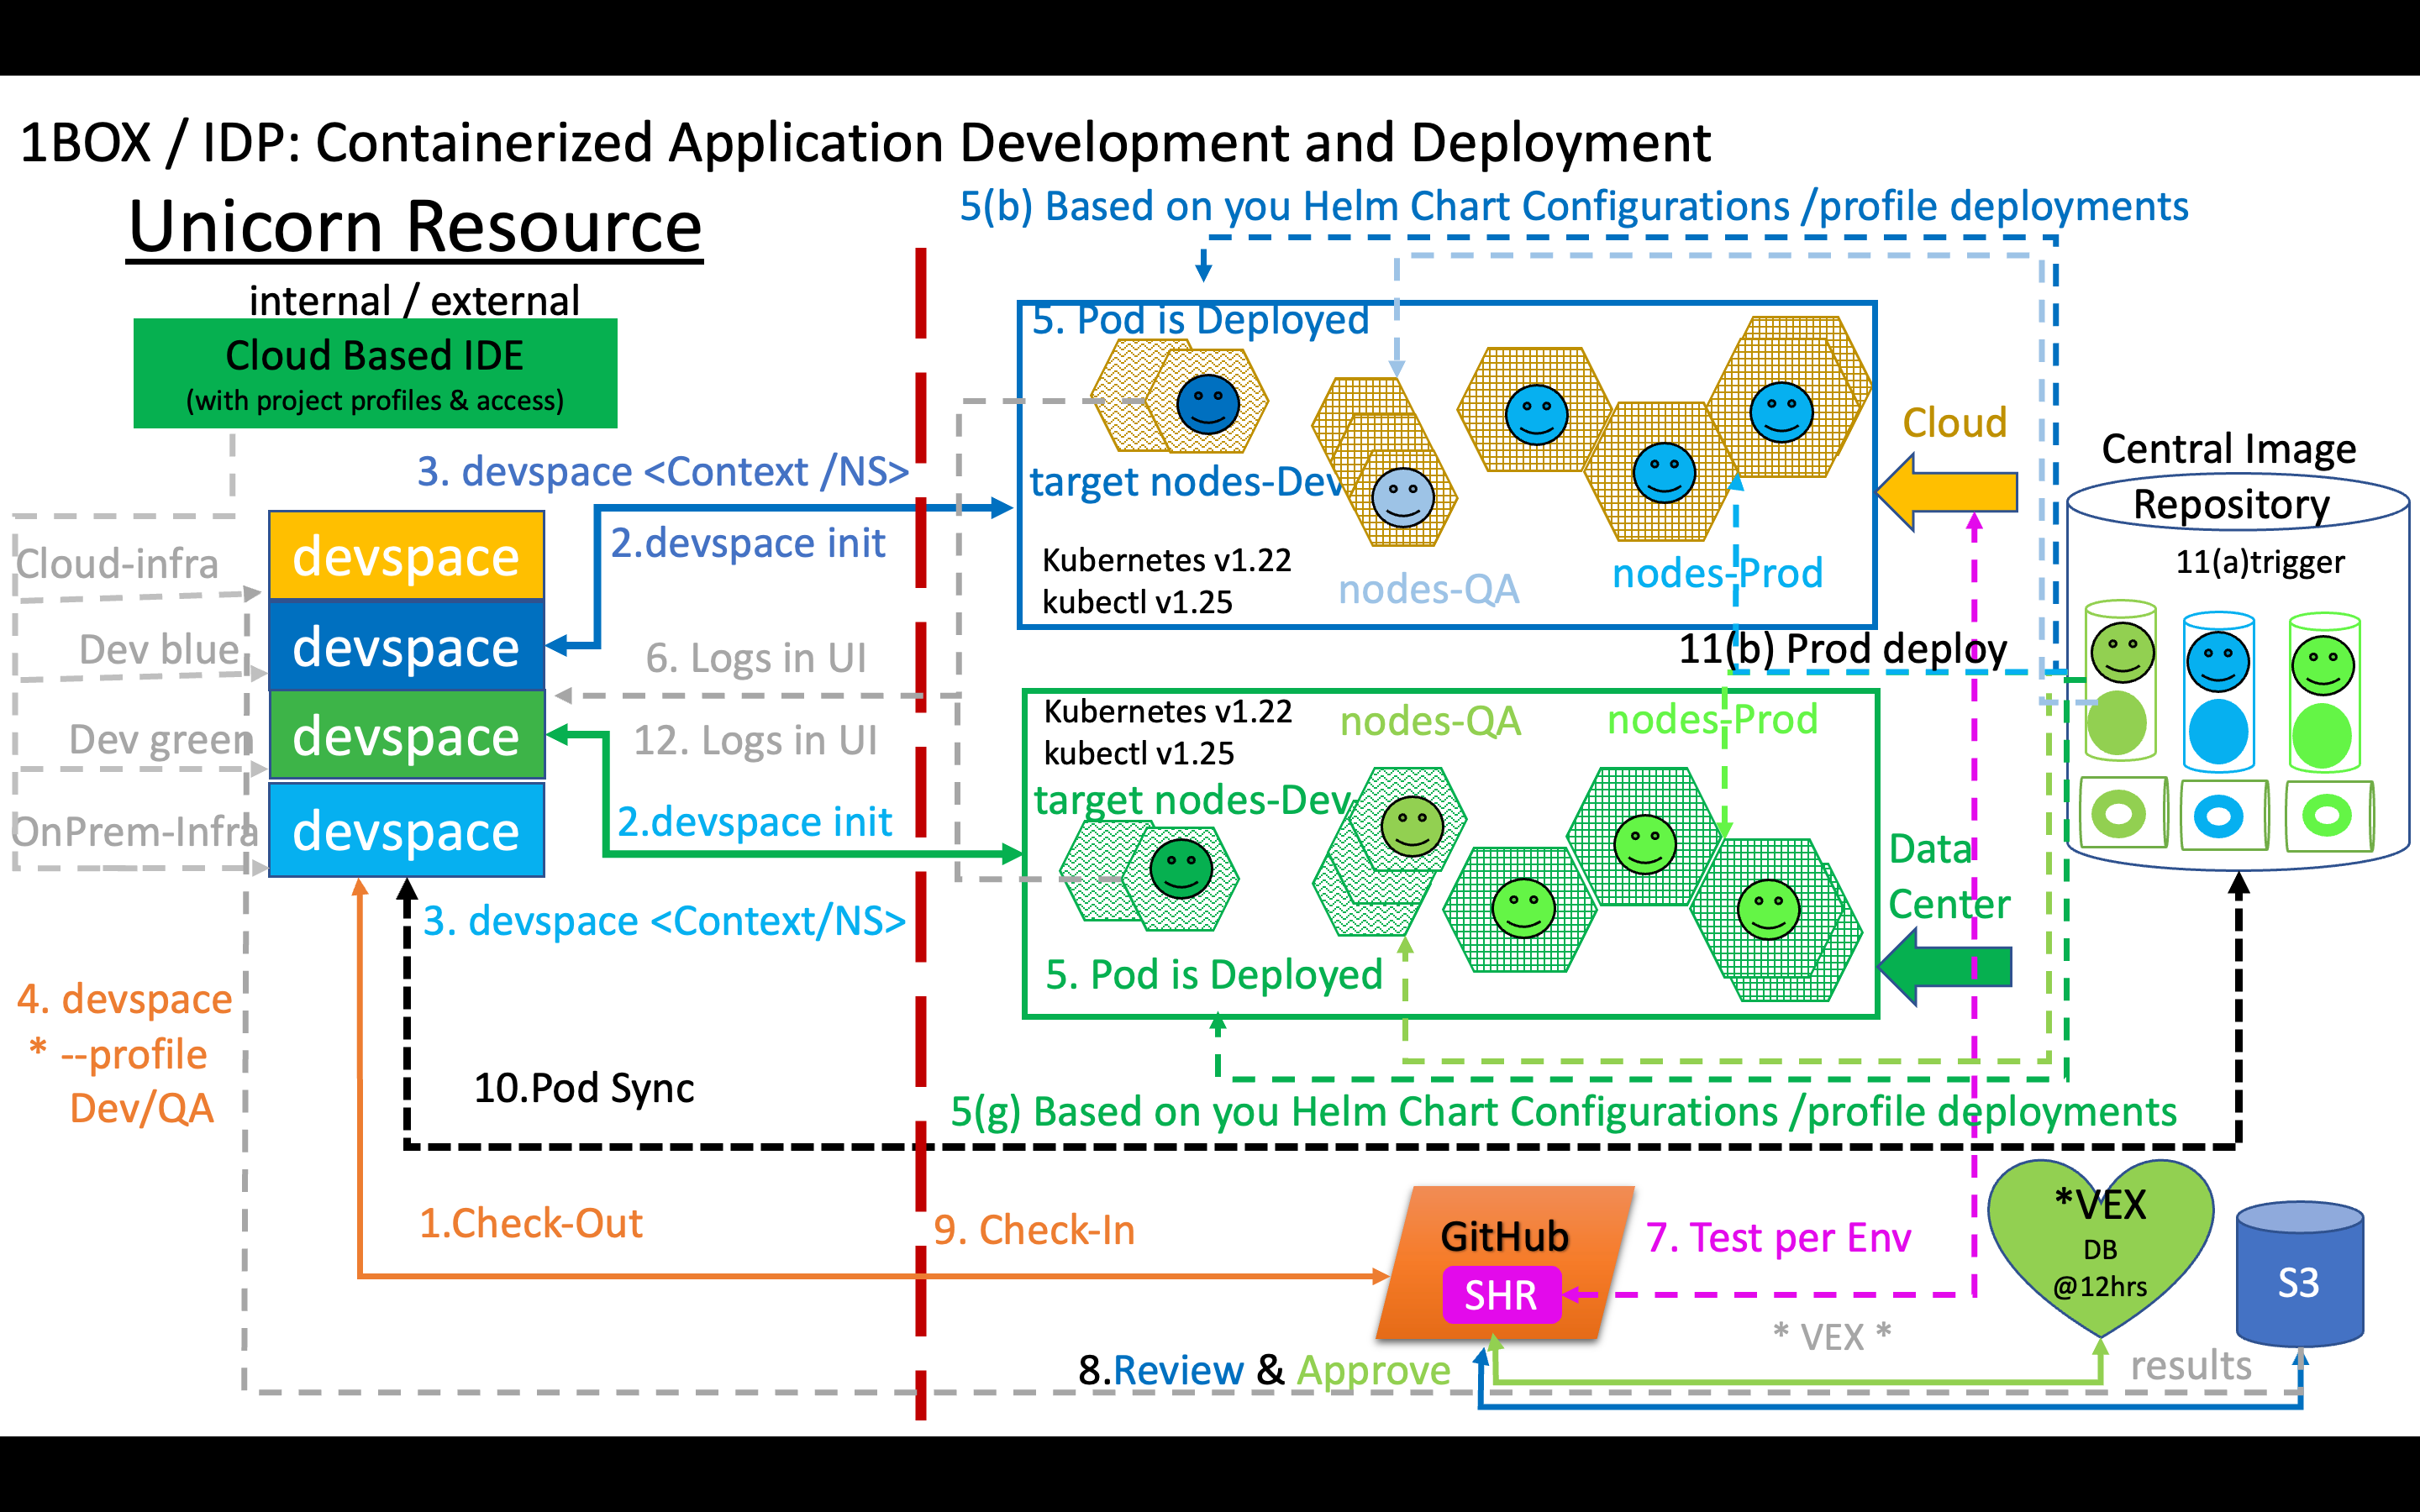 1BOX / IDP: Containerized Application Development and Deployment
Unicorn Resource
internal / external
Cloud Based IDE
(with project profiles & access)
Cloud-infra
Dev blue
Dev green
OnPrem-Infra
devspace
devspace
devspace
devspace
3. devspace <Context /NS>
2.devspace init
6. Logs in UI
12. Logs in UI
2.devspace init
3. devspace <Context/NS>
4. devspace
* --profile
Dev/QA
10.Pod Sync
1.Check-Out
9. Check-In
5(b) Based on you Helm Chart Configurations /profile deployments
5. Pod is Deployed
target nodes-Dev
Kubernetes v1.22
kubectl v1.25
nodes-QA
nodes-Prod
Cloud
11(b) Prod deploy
Kubernetes v1.22
kubectl v1.25
nodes-QA
nodes-Prod
target nodes-Dev
5. Pod is Deployed
Data
Center
5(g) Based on you Helm Chart Configurations /profile deployments
Central Image
Repository
11(a)trigger
GitHub
SHR
7. Test per Env
* VEX *
8.Review & Approve
*VEX
DB
@12hrs
S3
results